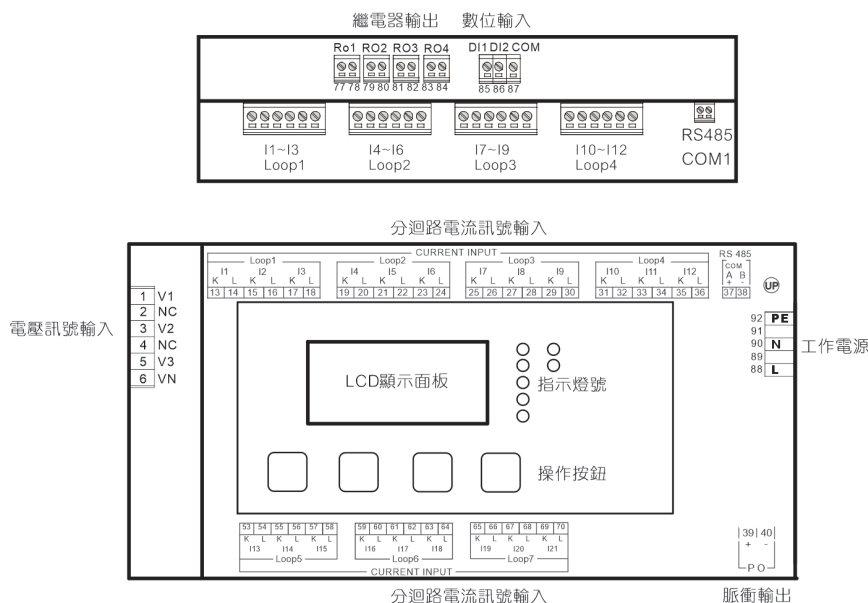 繼電器輸出 數位輸入
Ro1 RO2 RO3 RO4 DI1 DI2 COM
77 78 79 80 81 82 83 84 85 86 87
I1~I3 I4~I6 I7~I9 I10~I12 RS485
Loop1 Loop2 Loop3 Loop4 COM1
分迴路電流訊號輸入
CURRENT INPUT
Loop1 Loop2 Loop3 Loop4 RS 485
COM
I1 I2 I3 I4 I5 I6 I7 I8 I9 I10 I11 I12
K L K L K L K L K L K L K L K L K L K L K L K L A B
+ -
13 14 15 16 17 18 19 20 21 22 23 24 25 26 27 28 29 30 31 32 33 34 35 36 37 38
UP
電壓訊號輸入
1 V1
2 NC
3 V2
4 NC
5 V3
6 VN
92 PE
91
90 N
89
88 L
工作電源
LCD顯示面板
指示燈號
操作按鈕
53 54 55 56 57 58 59 60 61 62 63 64 65 66 67 68 69 70
K L K L K L K L K L K L K L K L K L
I13 I14 I15 I16 I17 I18 I19 I20 I21
Loop5 Loop6 Loop7
CURRENT INPUT
39 40
+ -
P O
分迴路電流訊號輸入
脈衝輸出